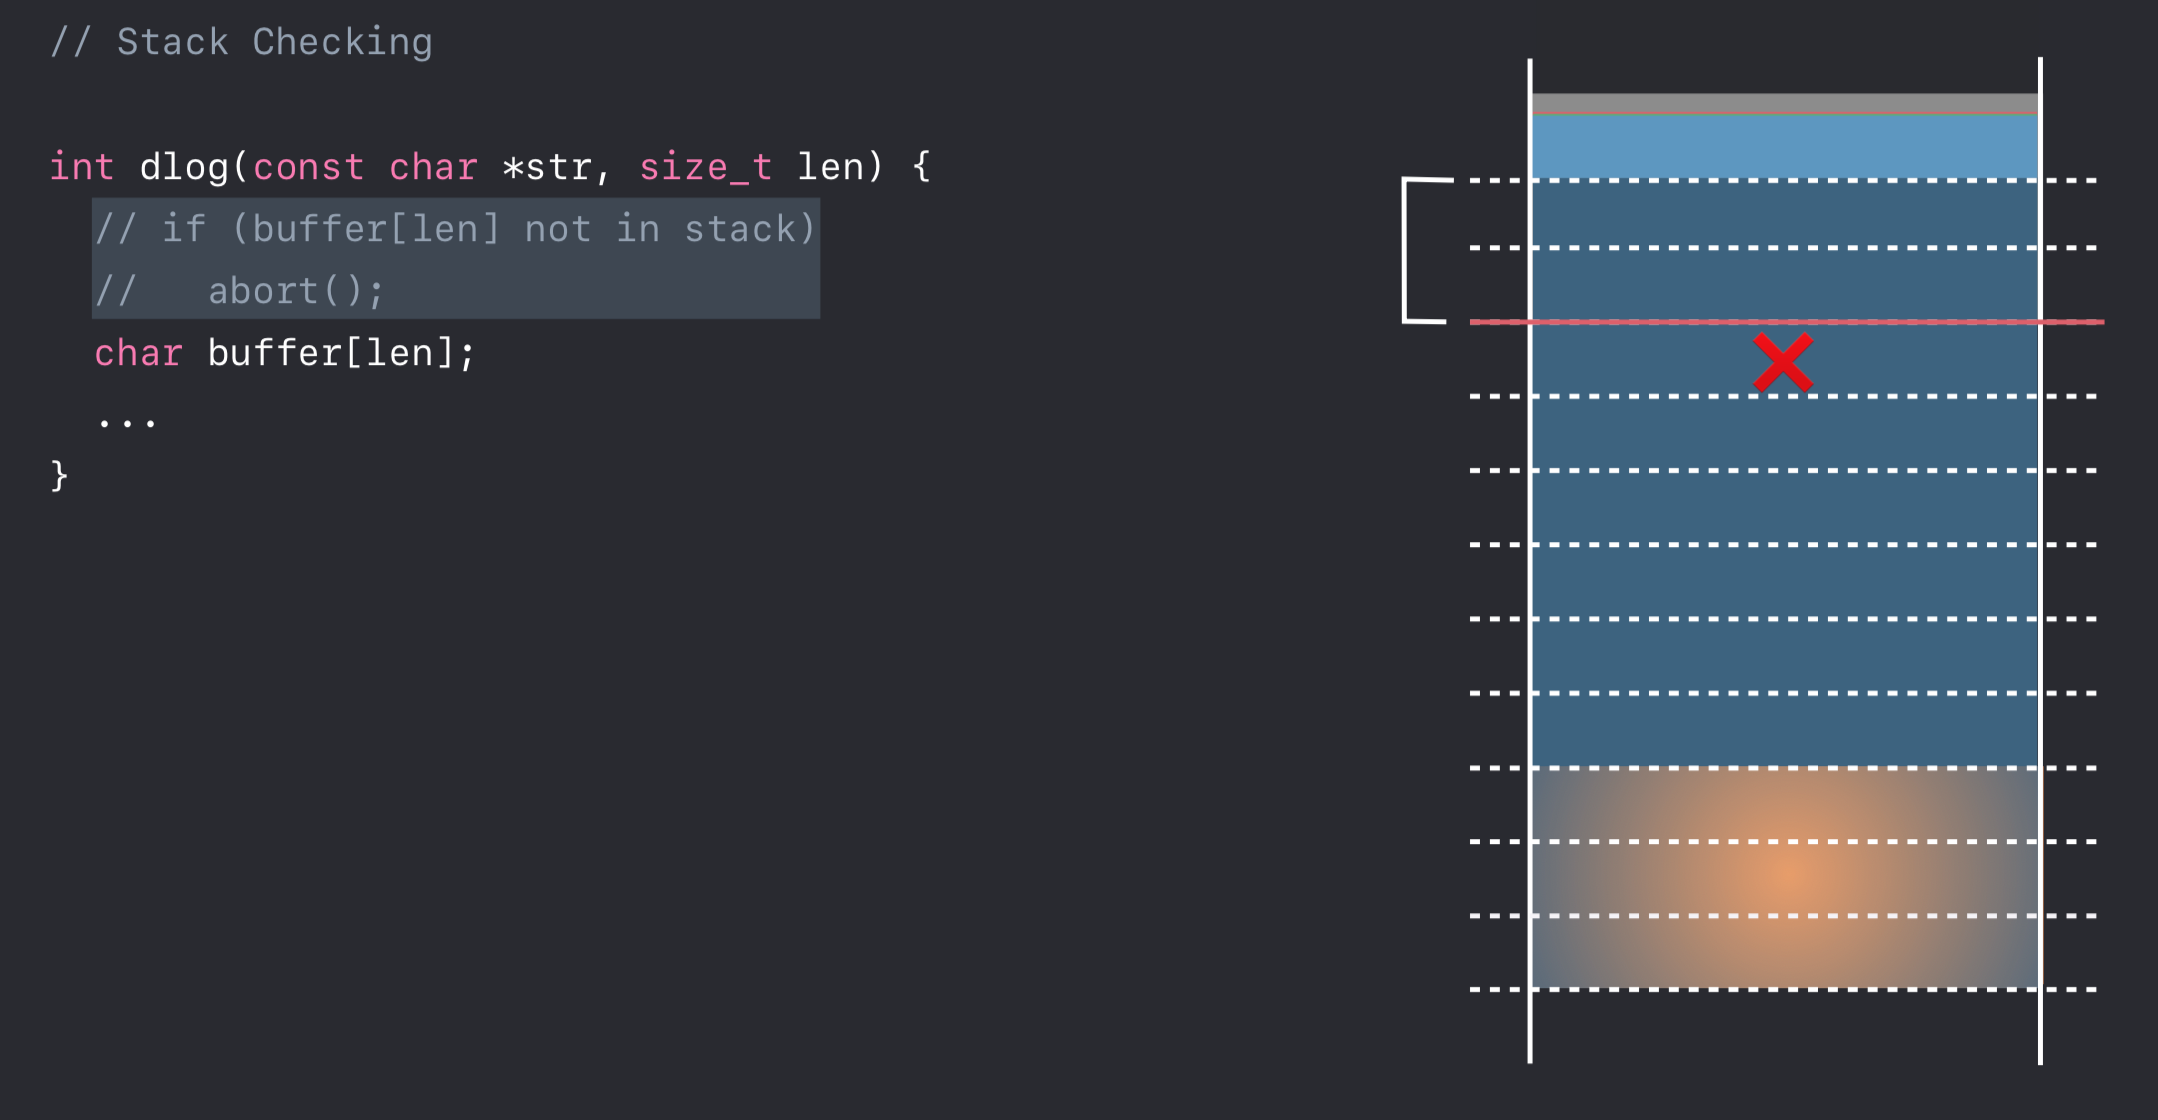 // Stack Checking
int dlog(const char *str, size_t len) {
// if (buffer[len] not in stack)
//   abort();
char buffer[len];
...
}